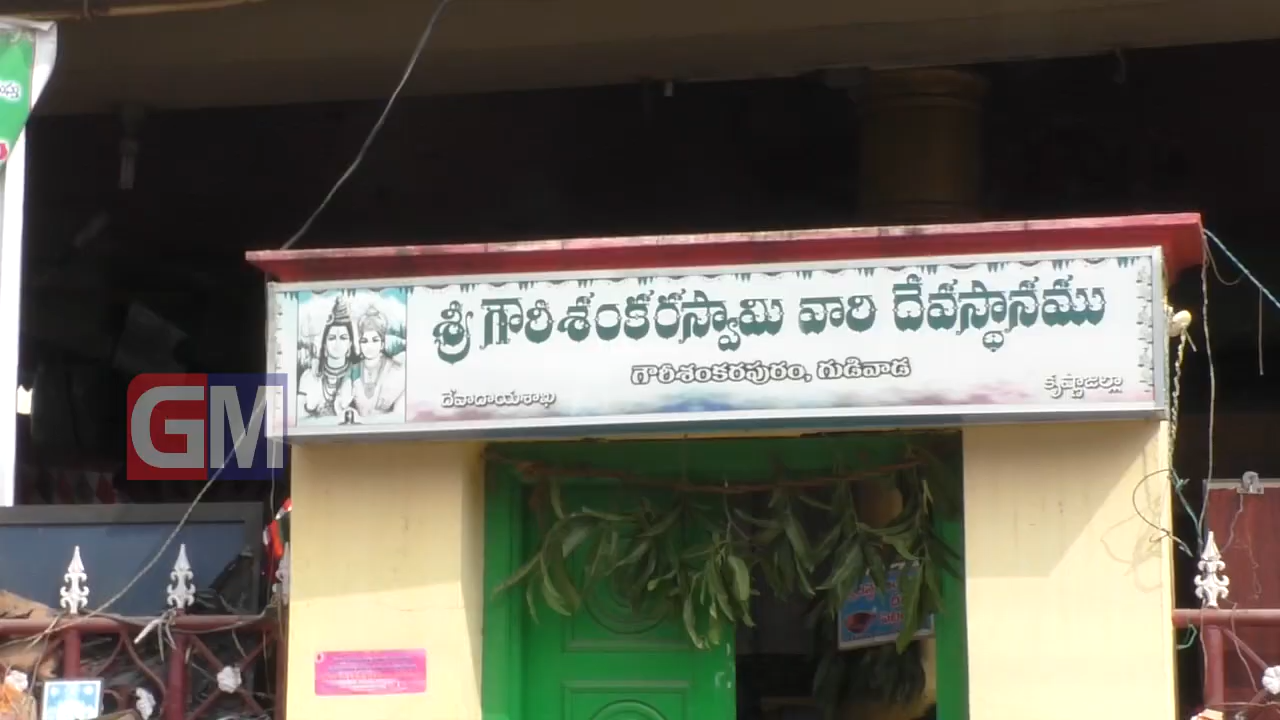 శ్రీ గౌరీశంకరస్వామి వారి దేవస్థానము
గౌరీశంకరపురం, గుడివాడ
దేవాదాయశాఖ
కృష్ణాజిల్లా
GM